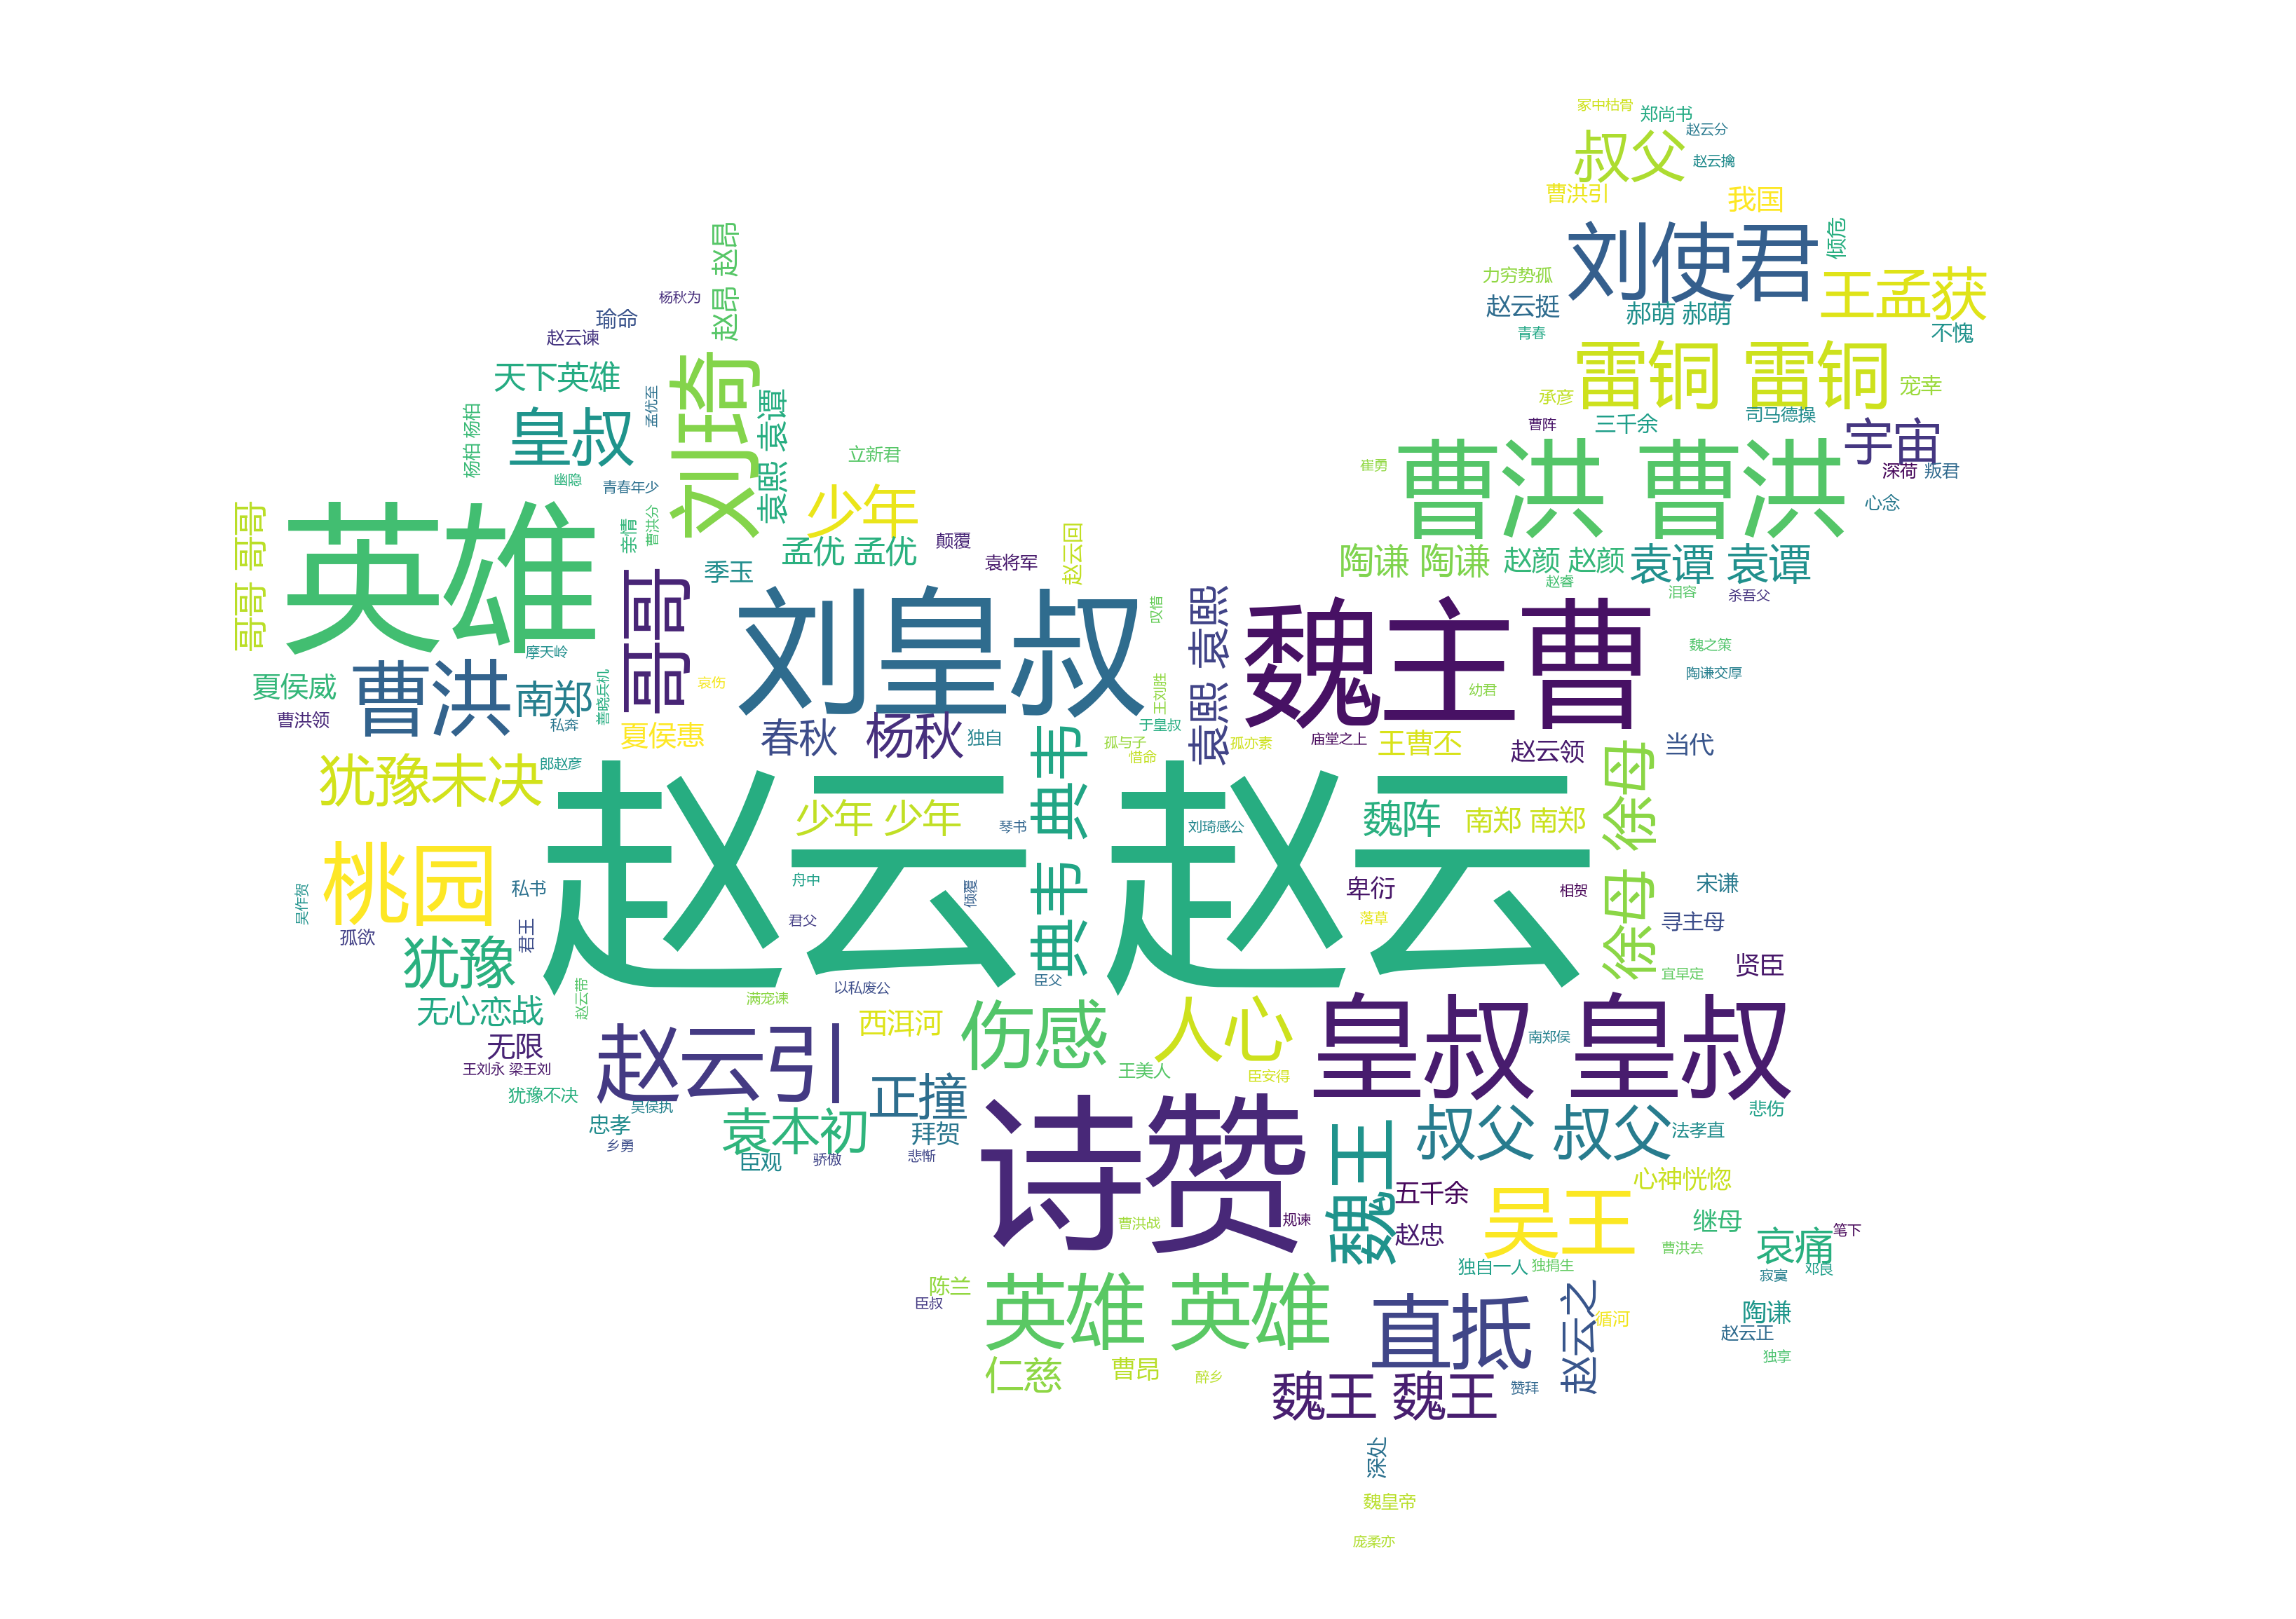 冢中枯骨
郑尚书
赵云分
叔父
赵云擒
曹洪引
我国
赵昂 赵昂
刘使君
倾危
力穷势孤
王孟获
杨秋为
赵云挺
郝萌 郝萌
瑜命
赵云谏
青春
不愧
天下英雄
刘琦
雷铜 雷铜
宠幸
孟优至
袁熙 袁谭
承彦
皇叔
杨柏 杨柏
三千余
司马德操
曹阵
宇宙
立新君
崔勇
曹洪 曹洪
深荷
叛君
幽隐
青春年少
少年
心念
哥哥 哥哥
英雄
亲情
曹洪分
孟优 孟优
颠覆
袁将军
赵云回
季玉
陶谦 陶谦
赵颜 赵颜
袁谭 袁谭
赵睿
泪容
杀吾父
哥哥
刘皇叔
叹惜
袁熙 袁熙
魏主曹
魏之策
摩天岭
陶谦交厚
夏侯威
曹洪
南郑
善晓兵机
哀伤
王刘胜
幼君
曹洪领
私奔
夏侯惠
春秋
杨秋
独自
于皇叔
孤与子
惜命
孤亦素
庙堂之上
王曹丕
赵云领
当代
犹豫未决
郎赵彦
赵云 赵云
少年 少年
琴书
典韦 典韦
刘琦感公
魏阵
南郑 南郑
徐母 徐母
桃园
吴作贺
私书
舟中
倾覆
卑衍
相贺
宋谦
孤欲
君王
君父
落草
寻主母
犹豫
贤臣
宜早定
臣父
以私废公
满宠谏
赵云带
无心恋战
西洱河
伤感
人心
皇叔 皇叔
南郑侯
无限
赵云引
王刘永 梁王刘
王美人
臣安得
犹豫不决
吴侯执
正撞
诗赞
忠孝
袁本初
拜贺
叔父 叔父
悲伤
法孝直
乡勇
臣观
骄傲
悲惭
魏王
心神恍惚
五千余
吴王
曹洪战
规谏
赵忠
继母
笔下
曹洪去
哀痛
独自一人
独捐生
寂寞
邓良
陈兰
臣叔
英雄 英雄
直抵
赵云之
循河
陶谦
赵云正
独享
仁慈
曹昂
醉乡
魏王 魏王
赞拜
深处
魏皇帝
庞柔亦